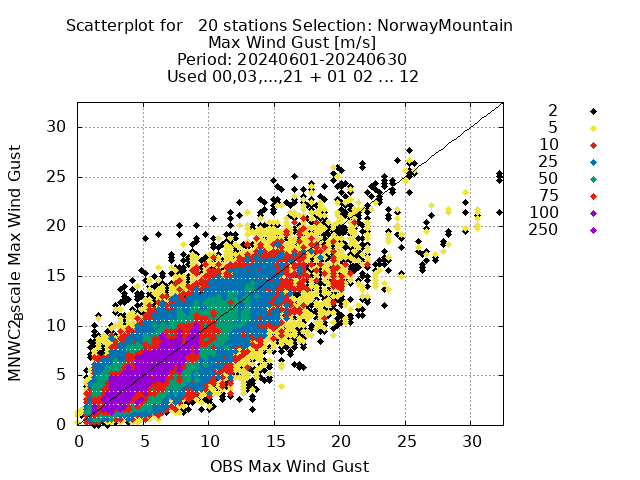 Scatterplot for   20 stations Selection: NorwayMountain
Max Wind Gust [m/s]
Period: 20240601-20240630
Used 00,03,...,21 + 01 02 ... 12
2
5
10
25
50
75
100
250
30
25
20
15
10
5
0
MNWC2gscale Max Wind Gust
0 5 10 15 20 25 30
OBS Max Wind Gust